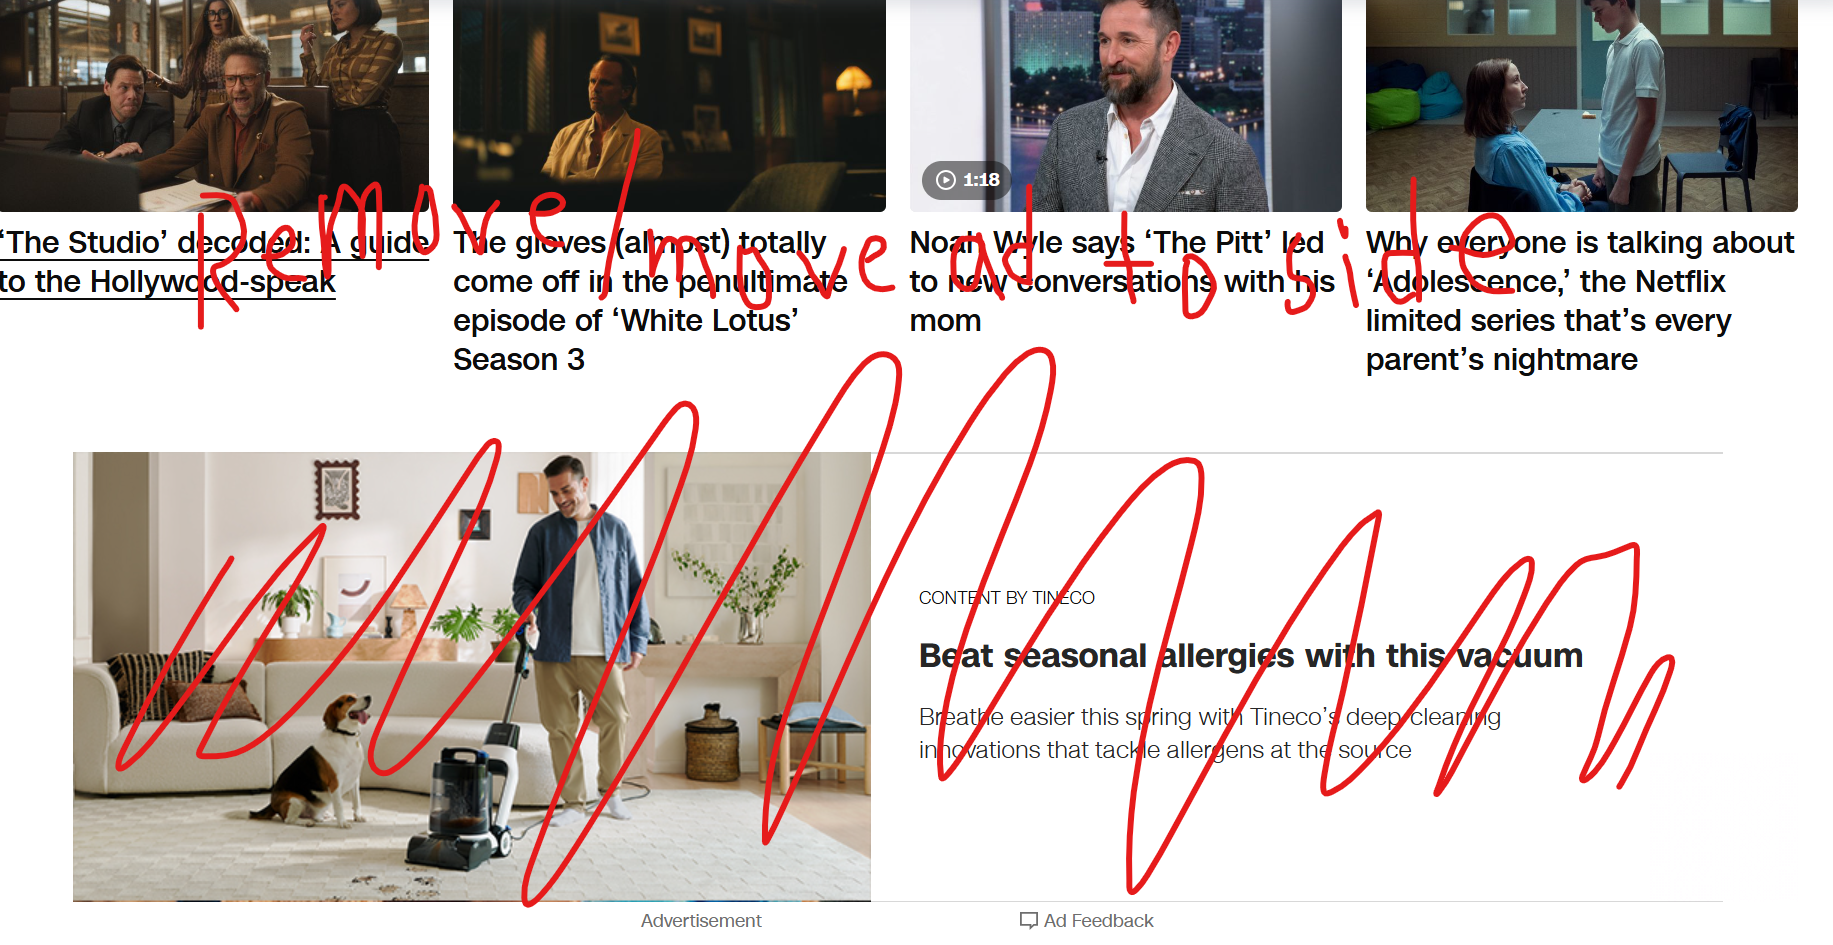 1:18
Remove/move ad to side
‘The Studio’ decoded: A guide
to the Hollywood-speak
The gloves (almost) totally
come off in the penultimate
episode of ‘White Lotus’
Season 3
Noah Wyle says ‘The Pitt’ led
to new conversations with his
mom
Why everyone is talking about
‘Adolescence,’ the Netflix
limited series that’s every
parent’s nightmare
CONTENT BY TINECO
Beat seasonal allergies with this vacuum
Breathe easier this spring with Tineco’s deep-cleaning
innovations that tackle allergens at the source
Advertisement
Ad Feedback